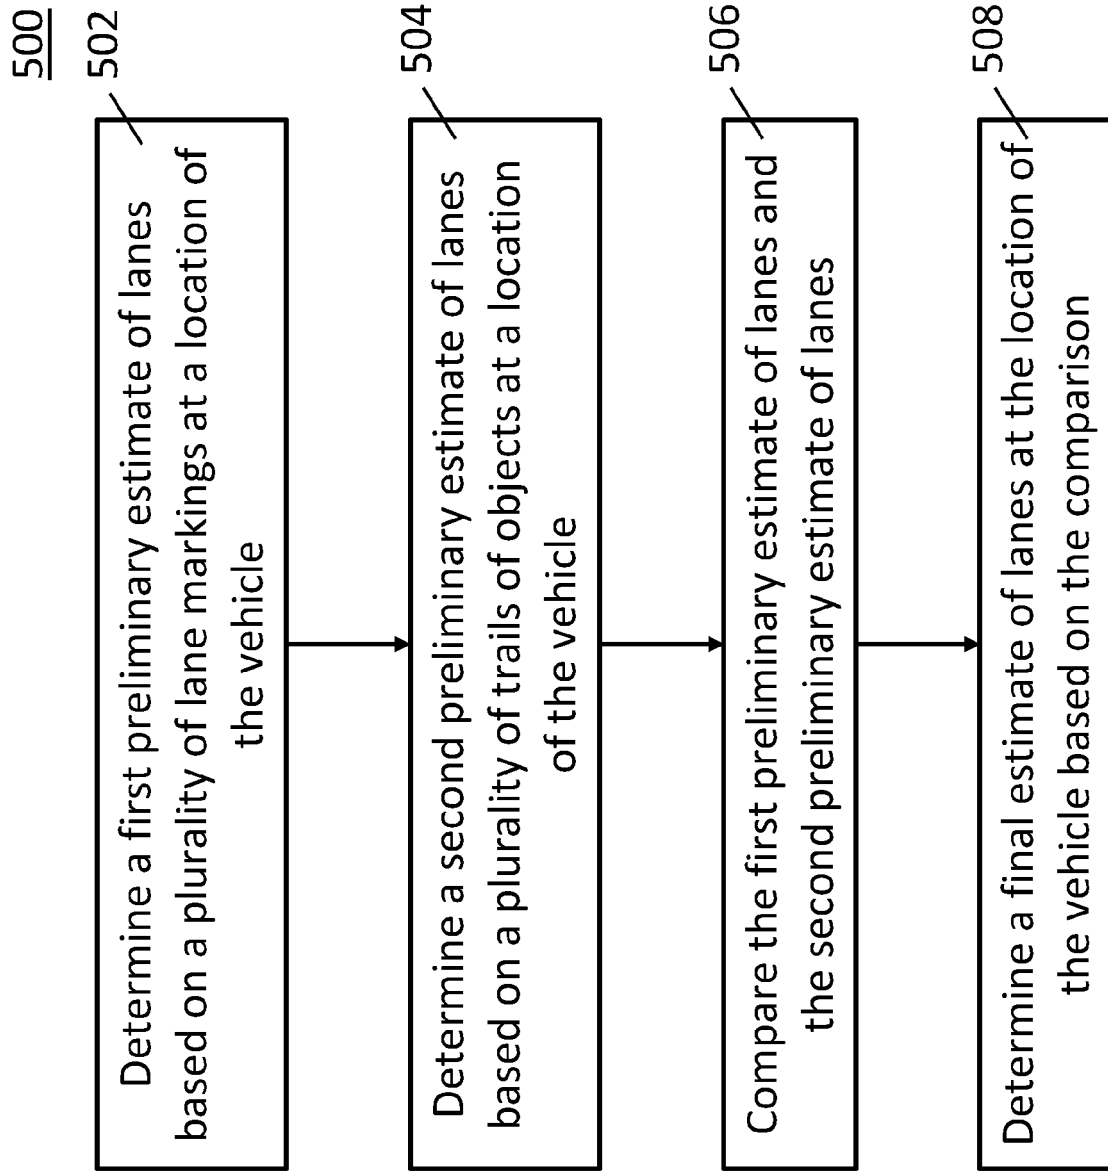 500
502
Determine a first preliminary estimate of lanes
based on a plurality of lane markings at a location of
the vehicle
504
Determine a second preliminary estimate of lanes
based on a plurality of trails of objects at a location
of the vehicle
506
Compare the first preliminary estimate of lanes and
the second preliminary estimate of lanes
508
Determine a final estimate of lanes at the location of
the vehicle based on the comparison